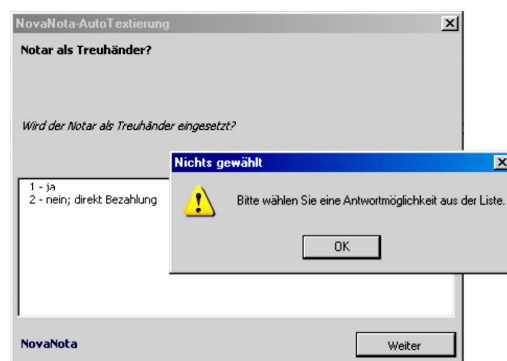 NovaNota-AutoTextierung
Notar als Treuhänder?
Wird der Notar als Treuhänder eingesetzt?
Nichts gewählt
1 - ja
2 - nein; direkt Bezahlung
Bitte wählen Sie eine Antwortmöglichkeit aus der Liste.
OK
NovaNota
Weiter